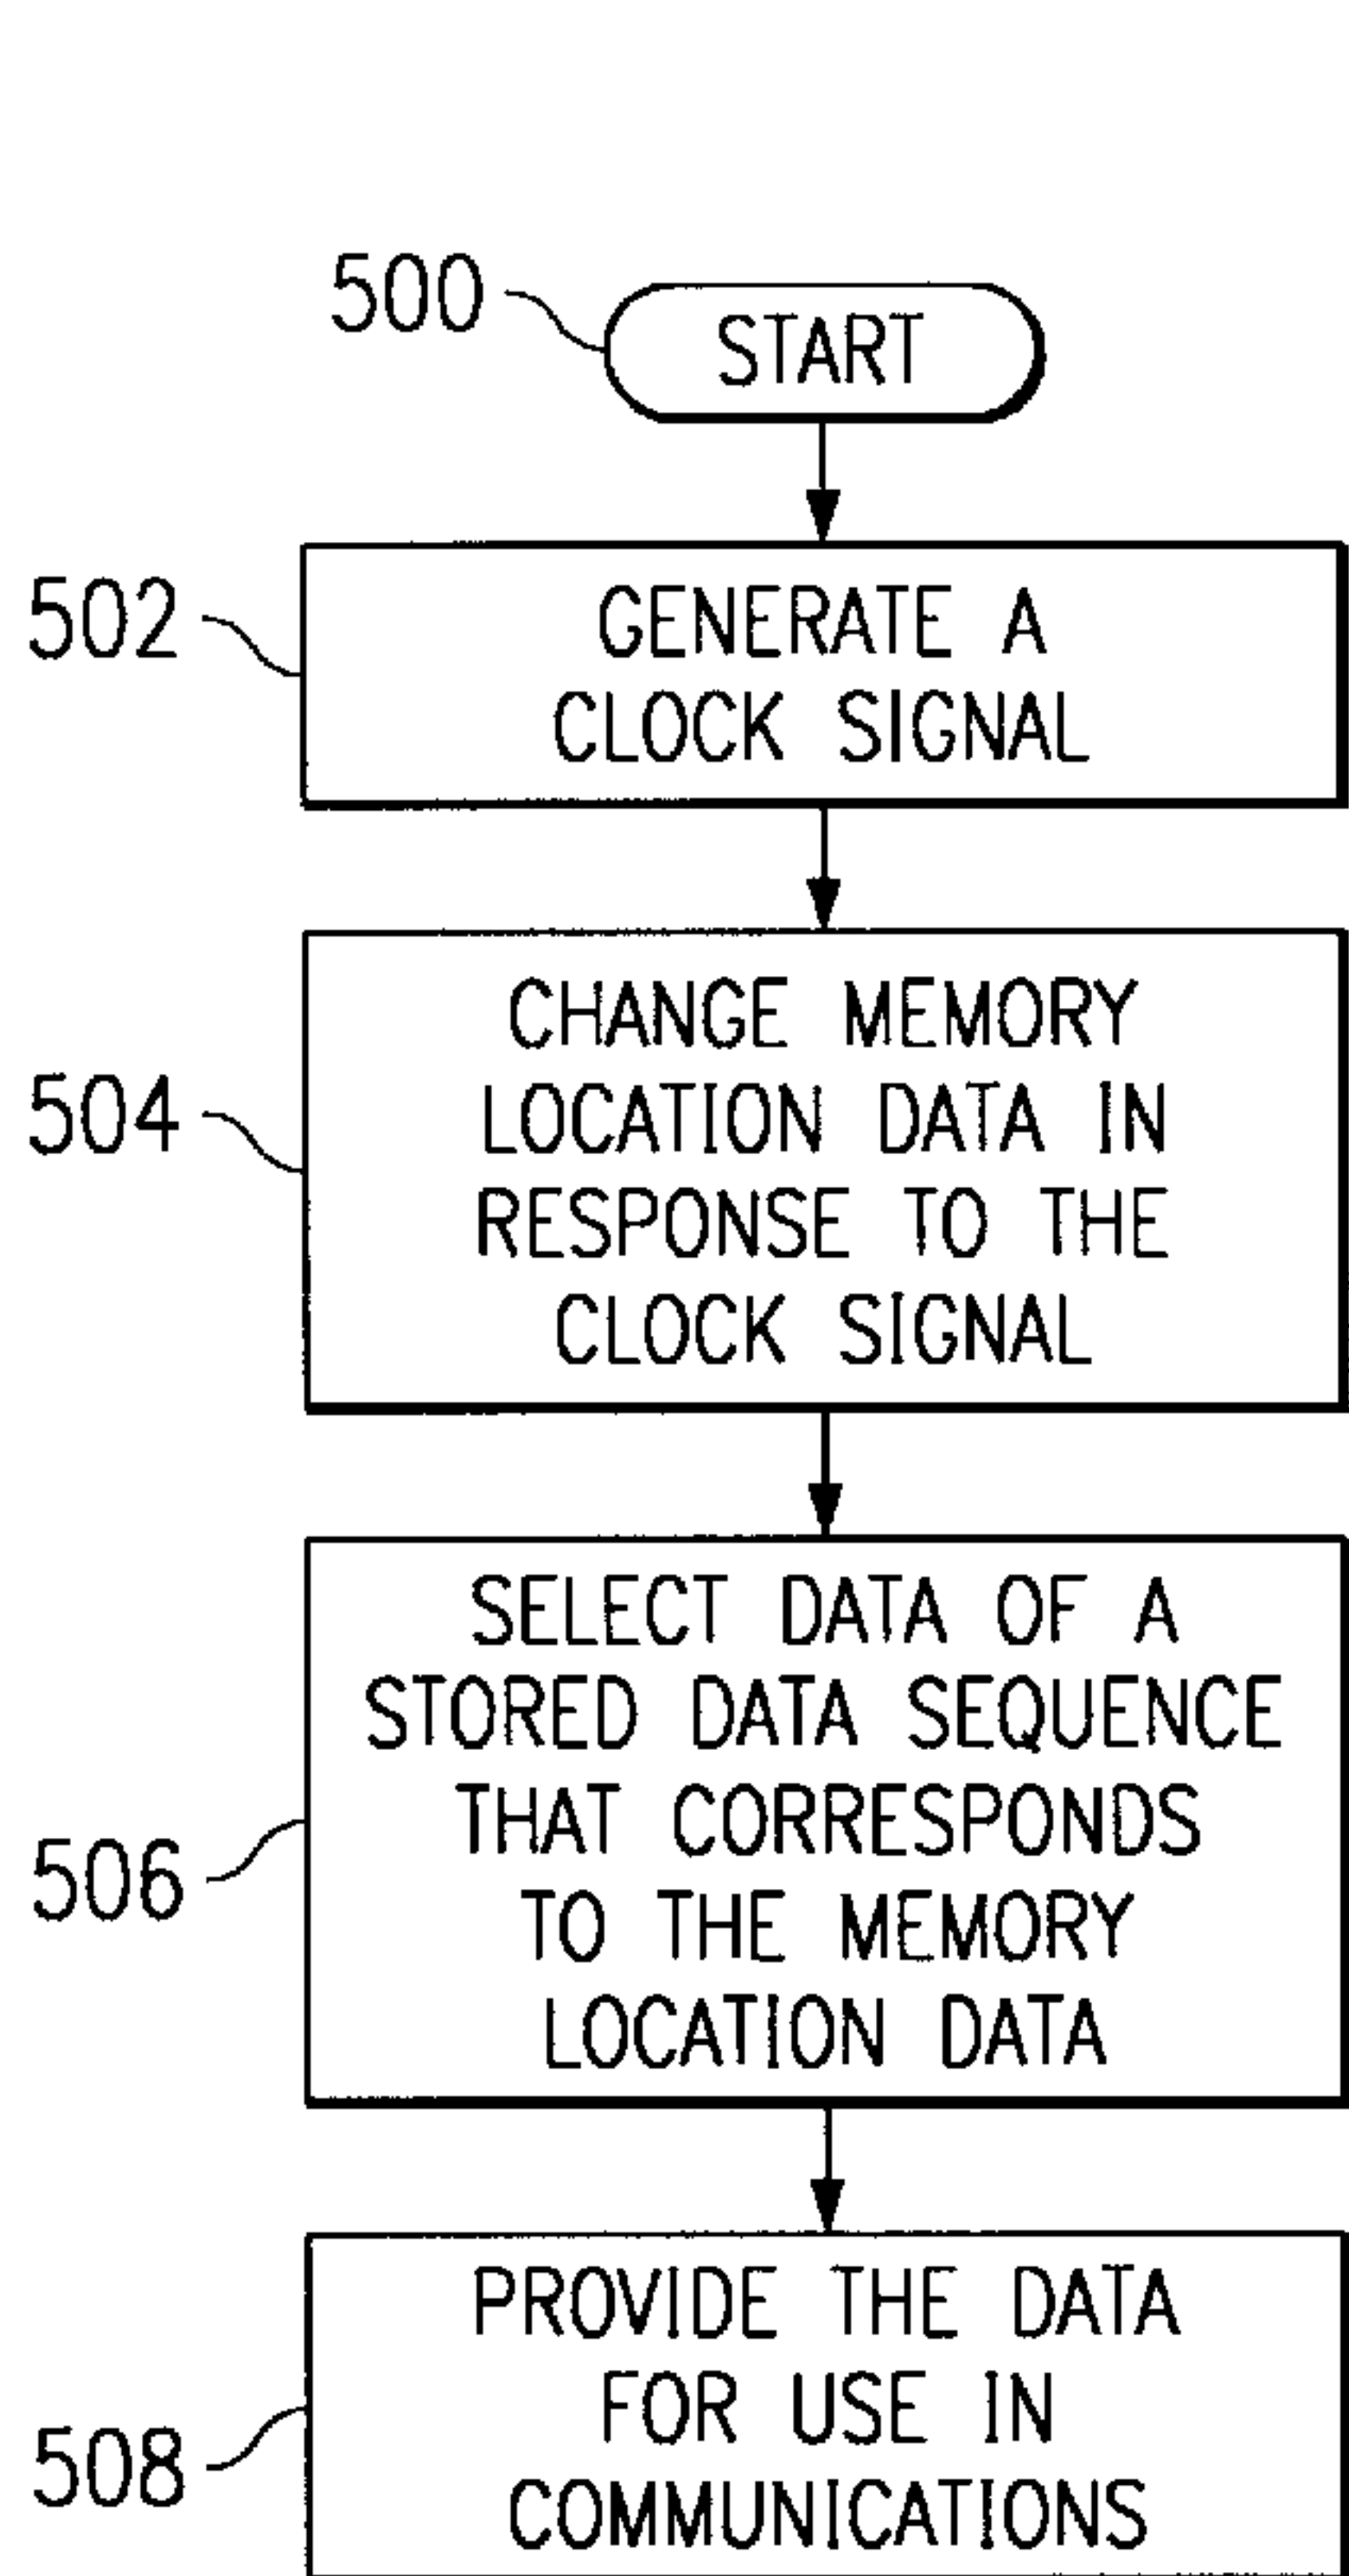 500
START
502
GENERATE A
CLOCK SIGNAL
504
CHANGE MEMORY
LOCATION DATA IN
RESPONSE TO THE
CLOCK SIGNAL
506
SELECT DATA OF A
STORED DATA SEQUENCE
THAT CORRESPONDS
TO THE MEMORY
LOCATION DATA
508
PROVIDE THE DATA
FOR USE IN
COMMUNICATIONS